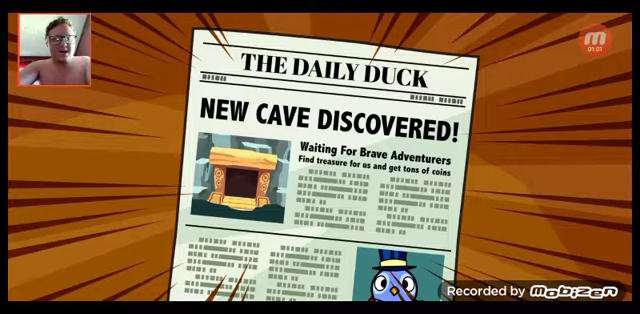 THE DAILY DUCK
NEW CAVE DISCOVERED!
Waiting For Brave Adventurers
Find treasure for us and get tons of coins
01:01
Recorded by mobizen